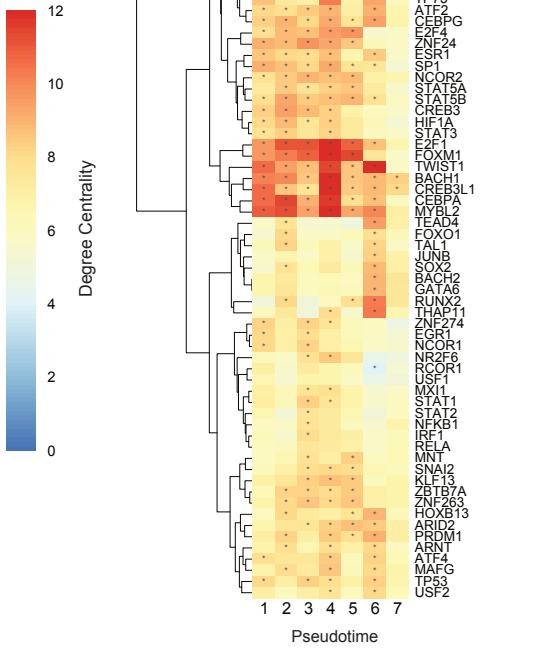 12
10
8
6
4
2
0
Degree Centrality
ATF2
CEBPG
E2F4
ZNF24
ESR1
SP1
NCOR2
STAT5A
STAT5B
CREB3
HIF1A
STAT3
E2F1
FOXM1
TWIST1
BACH1
CREB3L1
CEBPA
MYBL2
TEAD4
FOXO1
TAL1
JUNB
SOX2
BACH2
GATA6
RUNX2
THAP11
ZNF274
EGR1
NCOR1
NR2F6
RCOR1
USF1
MXI1
STAT1
STAT2
NFKB1
IRF1
RELA
MNT
SNAI2
KLF13
ZBTB7A
ZNF263
HOXB13
ARID2
PRDM1
ARNT
ATF4
MAFG
TP53
USF2
1 2 3 4 5 6 7
Pseudotime